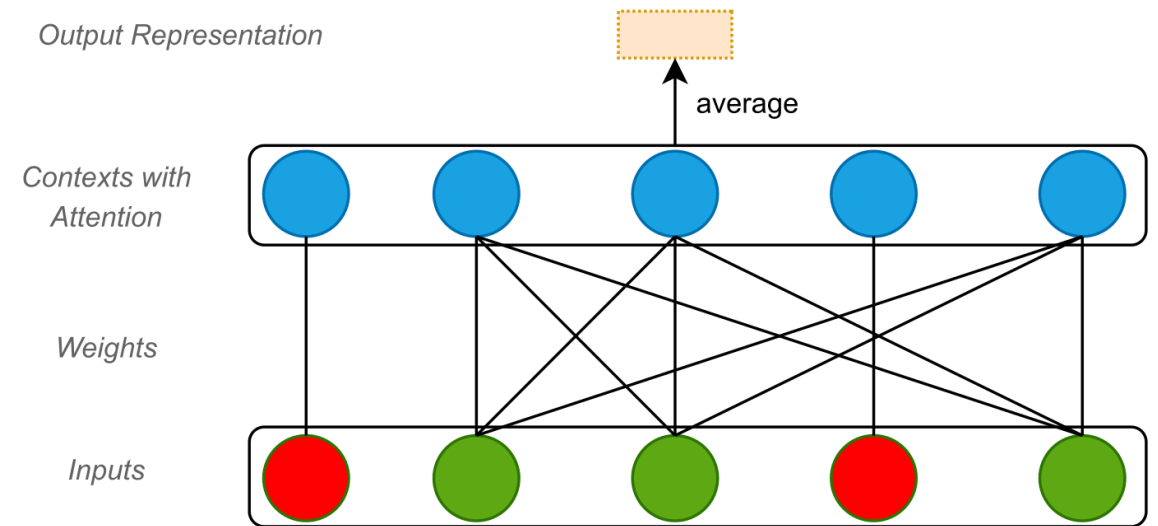 Output Representation
average
Contexts with
Attention
Weights
Inputs